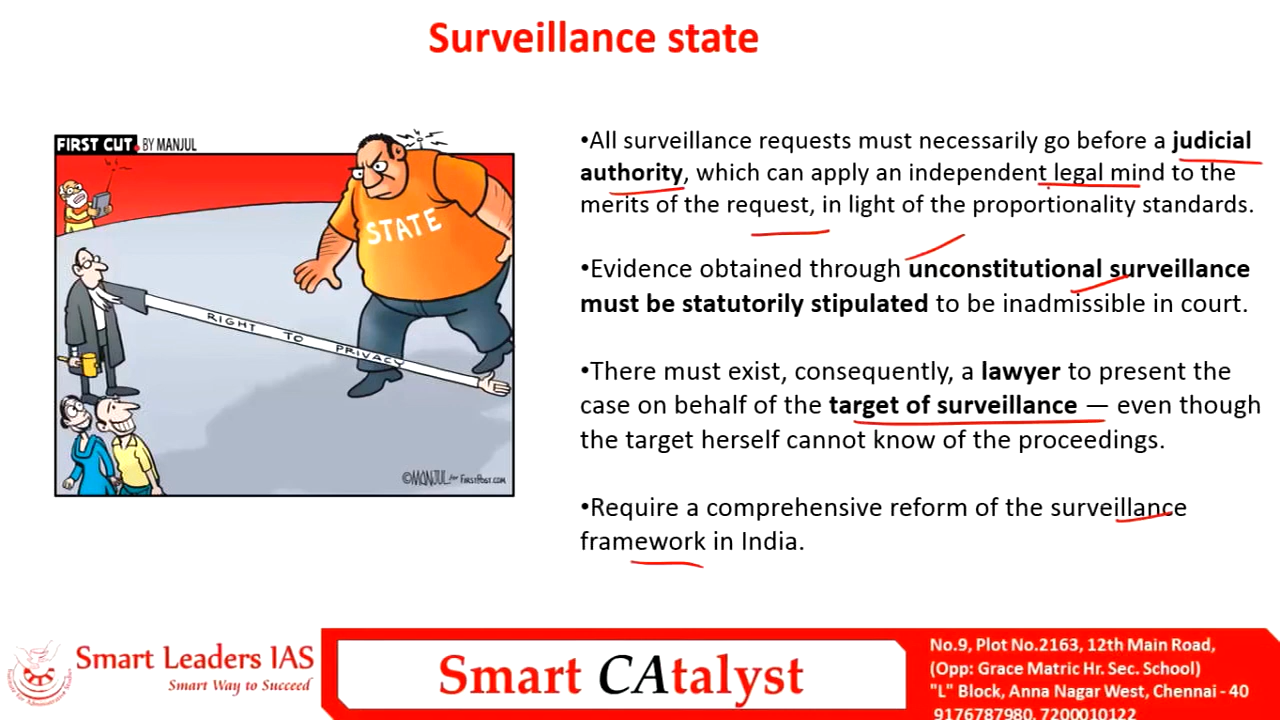 Surveillance state
FIRST CUT. BY MANJUL
STATE
RIGHT TO PRIVACY
©MANJUL for FIRSTPOST.COM
•All surveillance requests must necessarily go before a judicial
authority, which can apply an independent legal mind to the
merits of the request, in light of the proportionality standards.
•Evidence obtained through unconstitutional surveillance
must be statutorily stipulated to be inadmissible in court.
•There must exist, consequently, a lawyer to present the
case on behalf of the target of surveillance — even though
the target herself cannot know of the proceedings.
•Require a comprehensive reform of the surveillance
framework in India.
Smart Leaders IAS
Smart Way to Succeed
Smart CAtalyst
No.9, Plot No.2163, 12th Main Road,
(Opp: Grace Matric Hr. Sec. School)
"L" Block, Anna Nagar West, Chennai - 40
9176787980, 7200010122